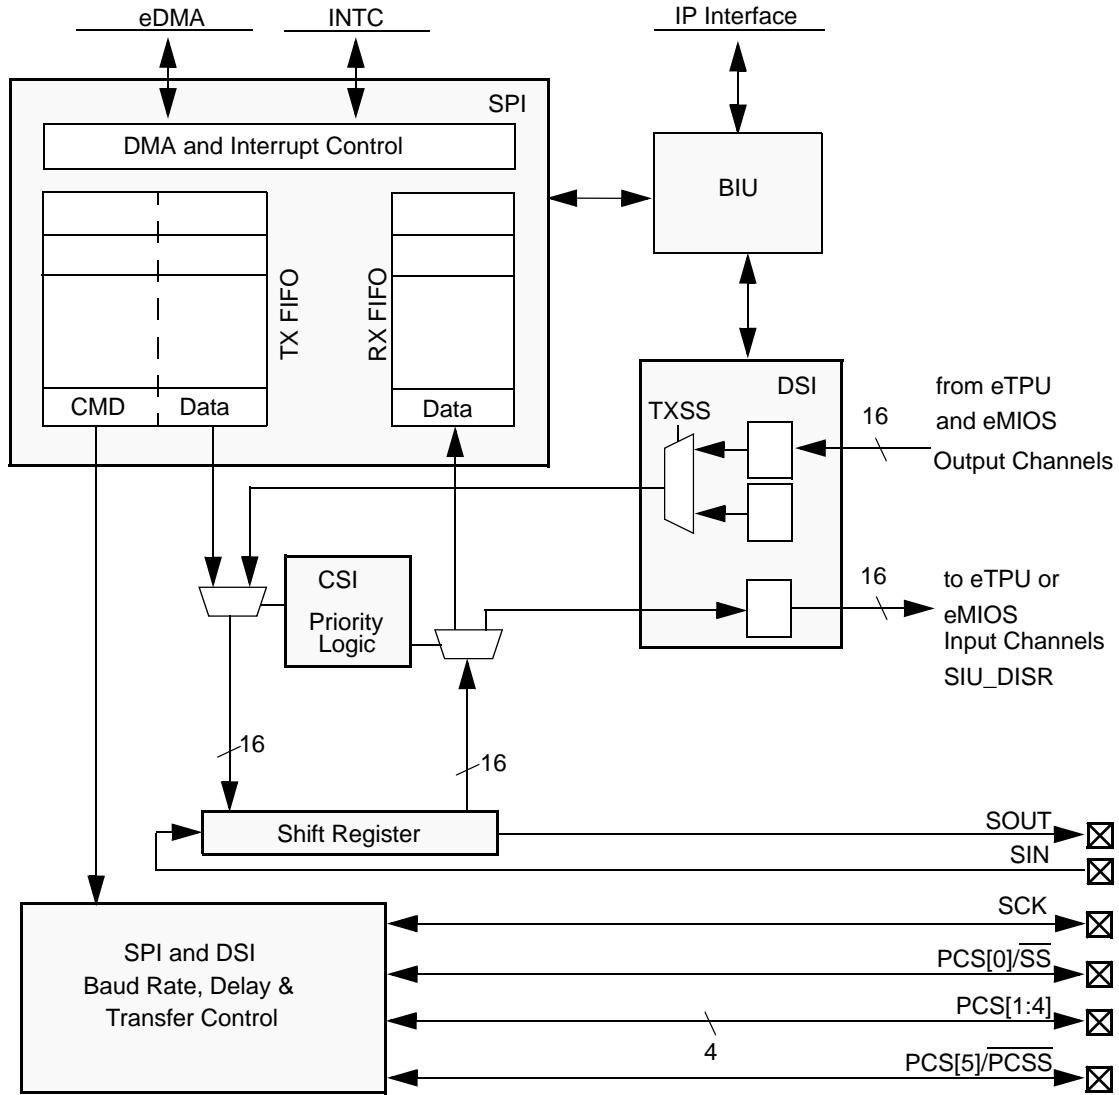 eDMA
INTC
IP Interface
SPI
DMA and Interrupt Control
BIU
TX FIFO
RX FIFO
CMD
Data
Data
DSI
TXSS
16
from eTPU
and eMIOS
Output Channels
CSI
Priority
Logic
16
to eTPU or
eMIOS
Input Channels
SIU_DISR
16
16
Shift Register
SOUT
SIN
SCK
SPI and DSI
Baud Rate, Delay &
Transfer Control
PCS[0]/S̅S̅
PCS[1:4]
4
PCS[5]/P̅C̅S̅S̅